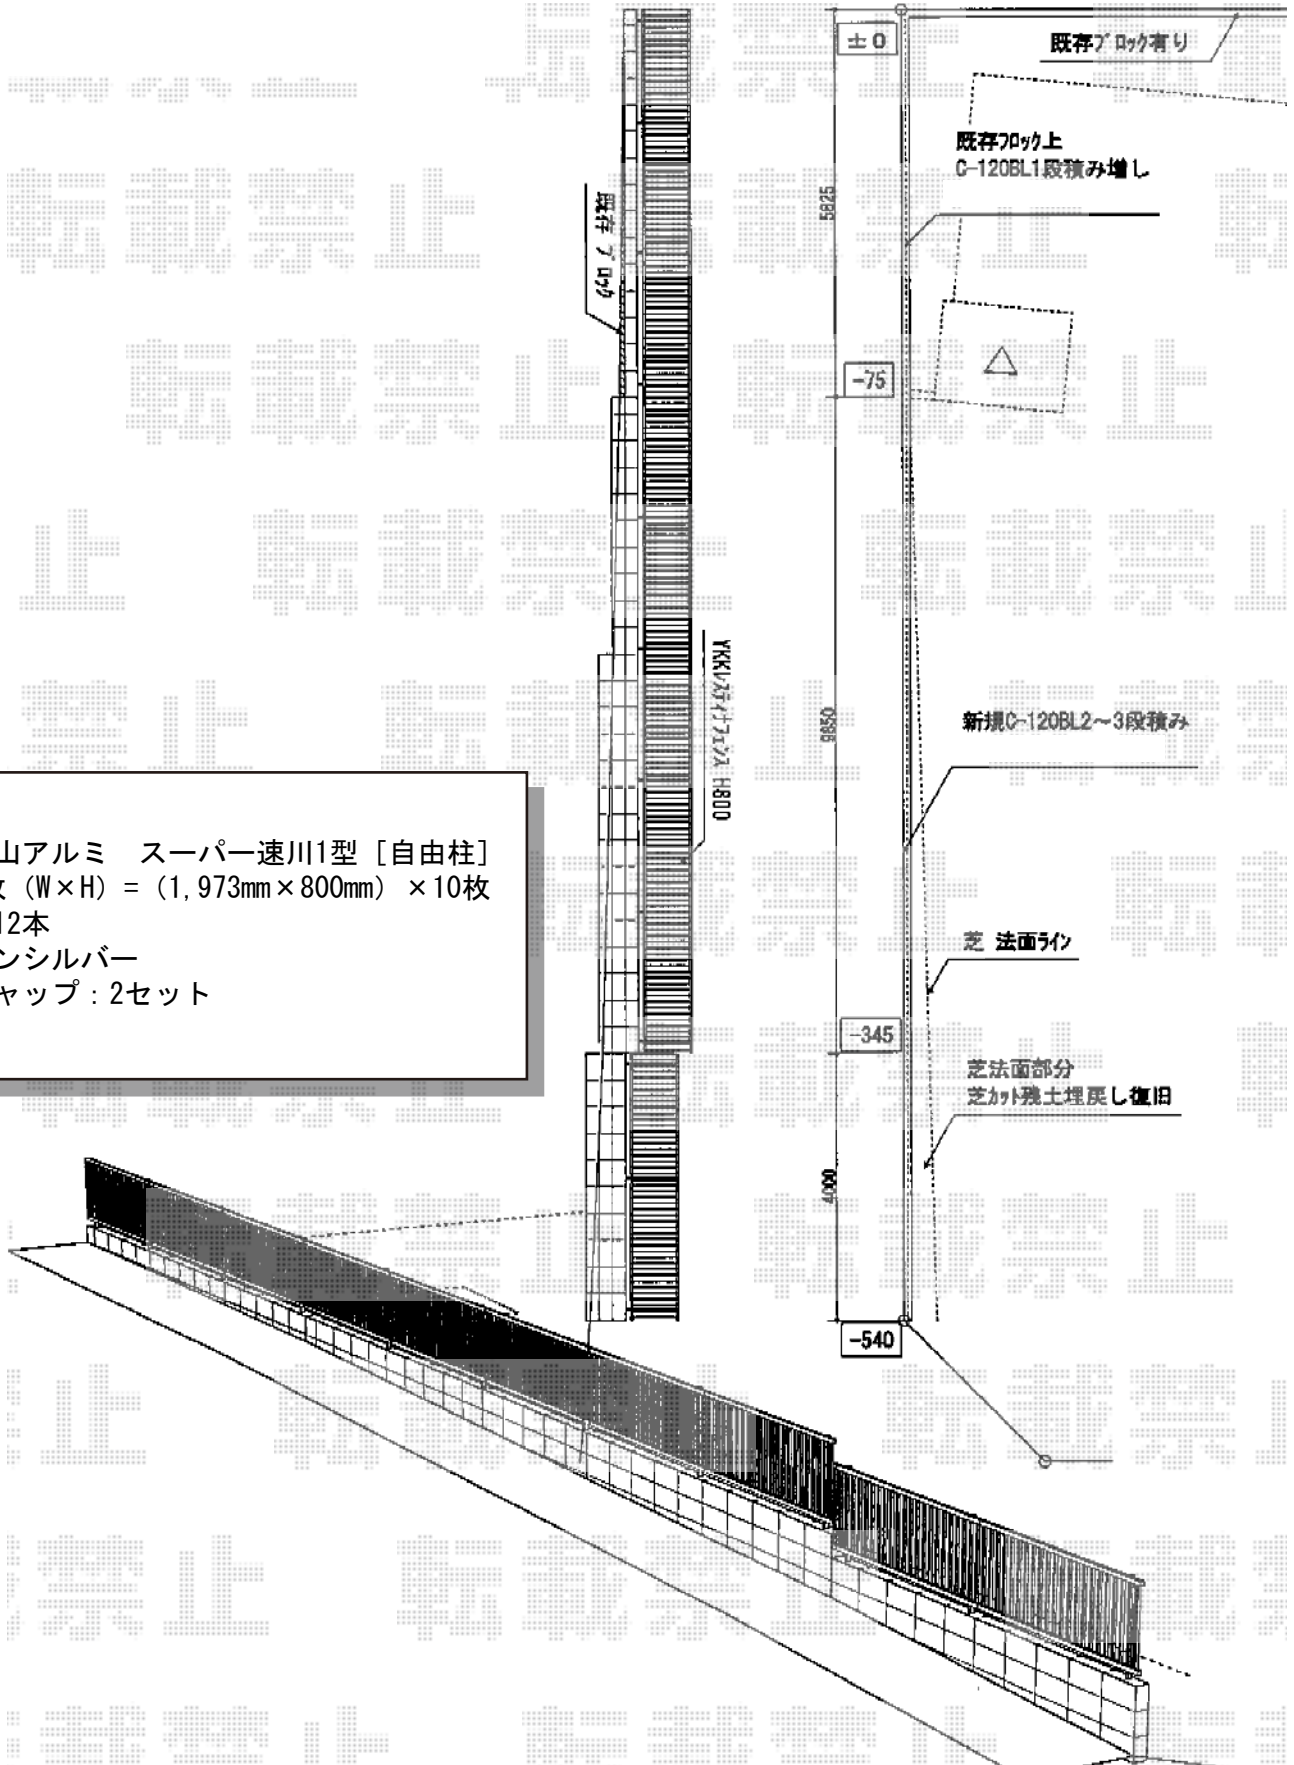 ±0
既存ブロック有り
既存フロック上
C-120BL1段積み増し
既存ブロック
5825
-75
YKKレスティナフェンス H800
9850
新規C-120BL2～3段積み
山アルミ　スーパー速川1型［自由柱］
（W×H）=（1,973mm×800mm）×10枚
12本
ンシルバー
ャップ：2セット
芝 法面ライン
-345
芝法面部分
芝カット残土埋戻し復旧
4000
-540
転載禁止